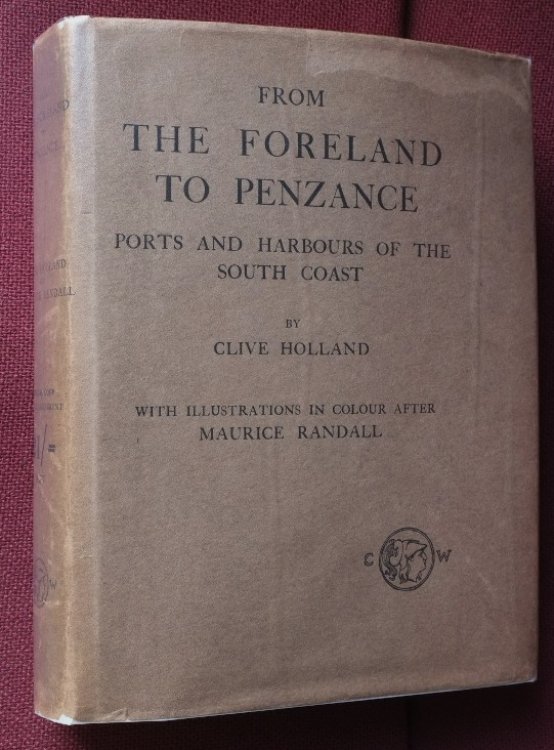 FROM
THE FORELAND
TO PENZANCE
PORTS AND HARBOURS OF THE
SOUTH COAST
BY
CLIVE HOLLAND
WITH ILLUSTRATIONS IN COLOUR AFTER
MAURICE RANDALL
C W
RANDALL
W